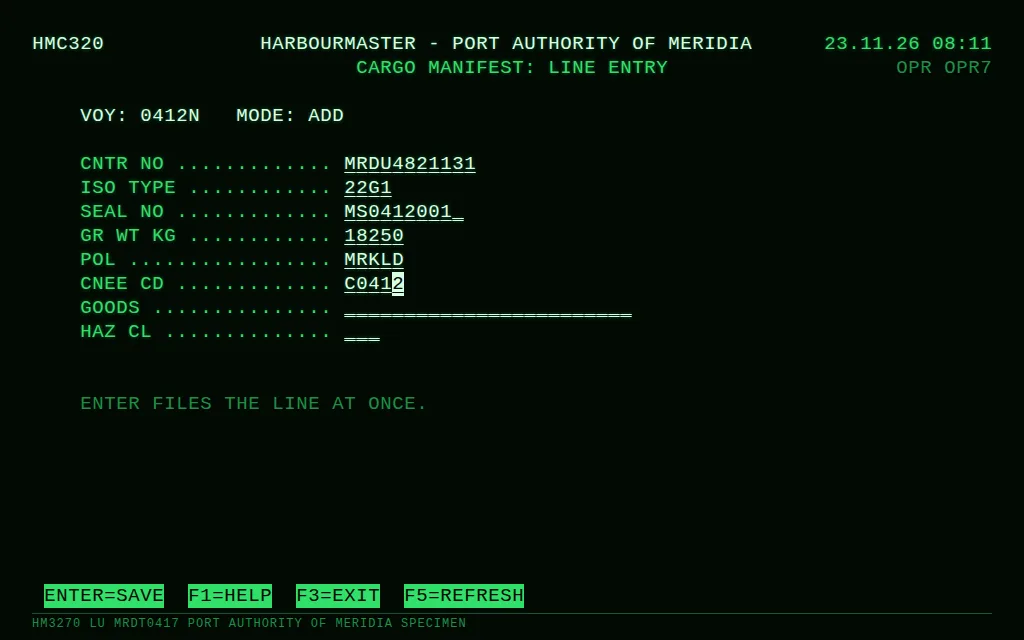 HMC320 HARBOURMASTER - PORT AUTHORITY OF MERIDIA 23.11.26 08:11
CARGO MANIFEST: LINE ENTRY OPR OPR7
VOY: 0412N MODE: ADD
CNTR NO ............. MRDU4821131
ISO TYPE ............ 22G1
SEAL NO ............. MS0412001_
GR WT KG ............ 18250
POL ................. MRKLD
CNEE CD ............. C0412
GOODS ............... ________________________
HAZ CL .............. ___
ENTER FILES THE LINE AT ONCE.
ENTER=SAVE F1=HELP F3=EXIT F5=REFRESH
HM3270 LU MRDT0417 PORT AUTHORITY OF MERIDIA SPECIMEN